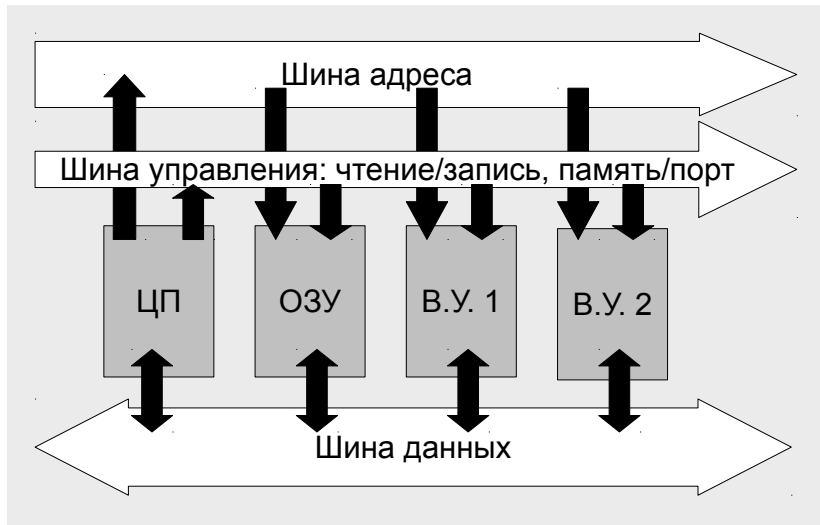 Шина адреса
Шина управления: чтение/запись, память/порт
ЦП
ОЗУ
В.У. 1
В.У. 2
Шина данных